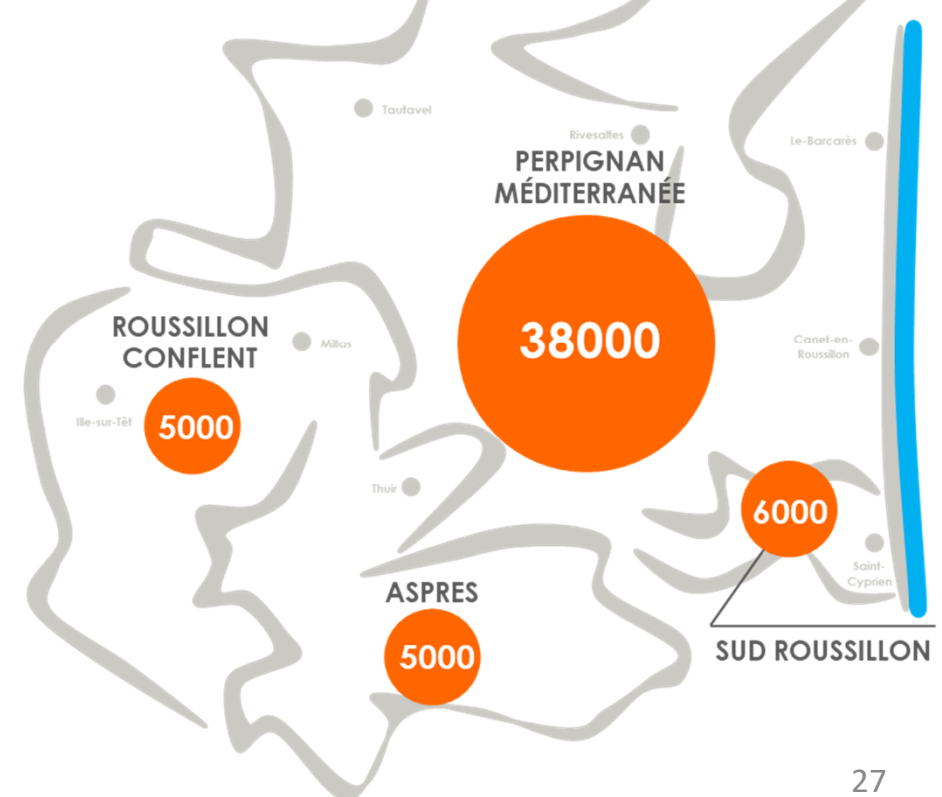 Tautavel
Rivesaltes
Le-Barcarès
PERPIGNAN
MÉDITERRANÉE
38000
ROUSSILLON
CONFLENT
Millas
Ille-sur-Têt
5000
Canet-en-
Roussillon
Thuir
6000
Saint-
Cyprien
ASPRES
5000
SUD ROUSSILLON
27